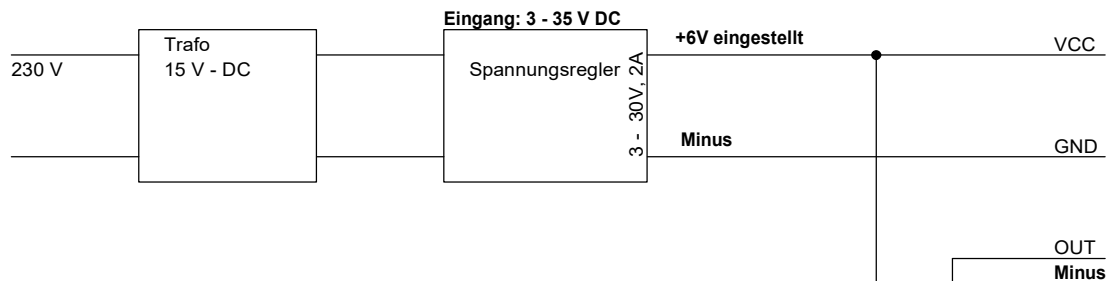 Eingang: 3 - 35 V DC
Trafo
15 V - DC
230 V
Spannungsregler
3 - 30V, 2A
+6V eingestellt
VCC
Minus
GND
OUT
Minus